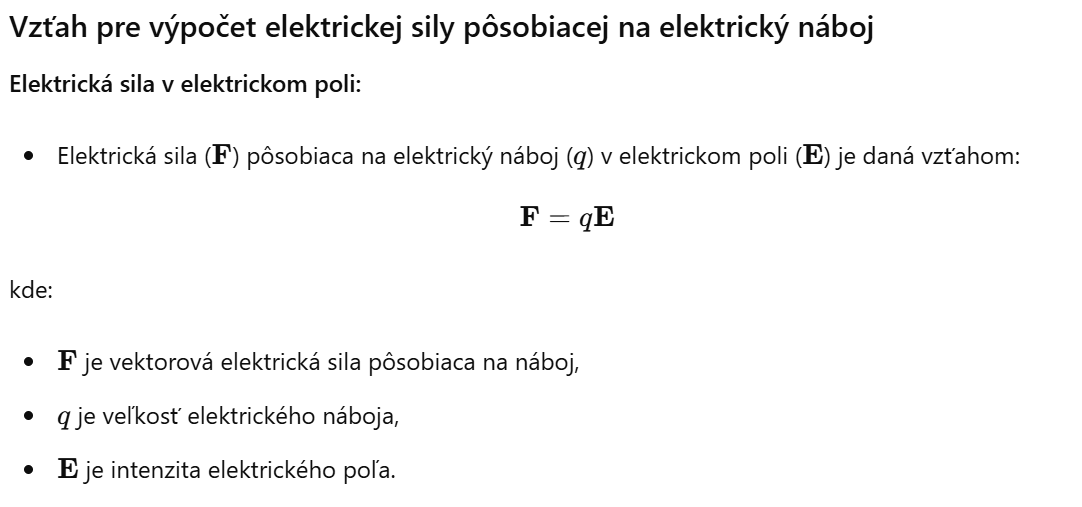 Vzťah pre výpočet elektrickej sily pôsobiacej na elektrický náboj
Elektrická sila v elektrickom poli:
• Elektrická sila (F) pôsobiaca na elektrický náboj (q) v elektrickom poli (E) je daná vzťahom:
F = qE
kde:
• F je vektorová elektrická sila pôsobiaca na náboj,
• q je veľkosť elektrického náboja,
• E je intenzita elektrického poľa.